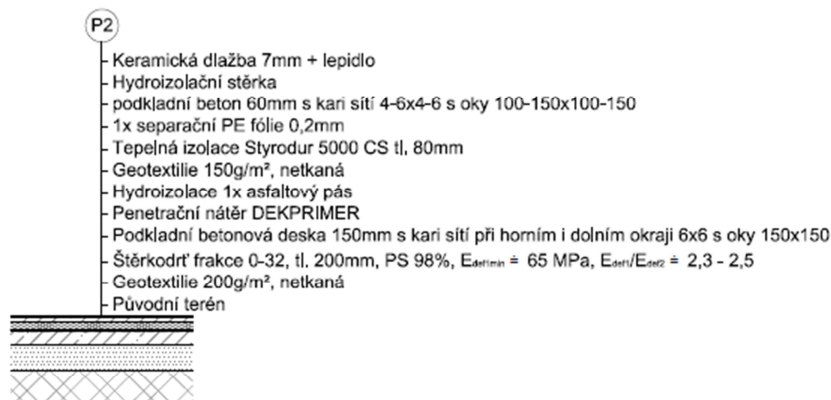 P2
Keramická dlažba 7mm + lepidlo
Hydroizolační stěrka
podkladní beton 60mm s kari sítí 4-6x4-6 s oky 100-150x100-150
1x separační PE fólie 0,2mm
Tepelná izolace Styrodur 5000 CS tl. 80mm
Geotextilie 150g/m², netkaná
Hydroizolace 1x asfaltový pás
Penetrační nátěr DEKPRIMER
Podkladní betonová deska 150mm s kari sítí při horním i dolním okraji 6x6 s oky 150x150
Štěrkodrť frakce 0-32, tl. 200mm, PS 98%, Edef1min ≐ 65 MPa, Edef1/Edef2 ≐ 2,3 - 2,5
Geotextilie 200g/m², netkaná
Původní terén